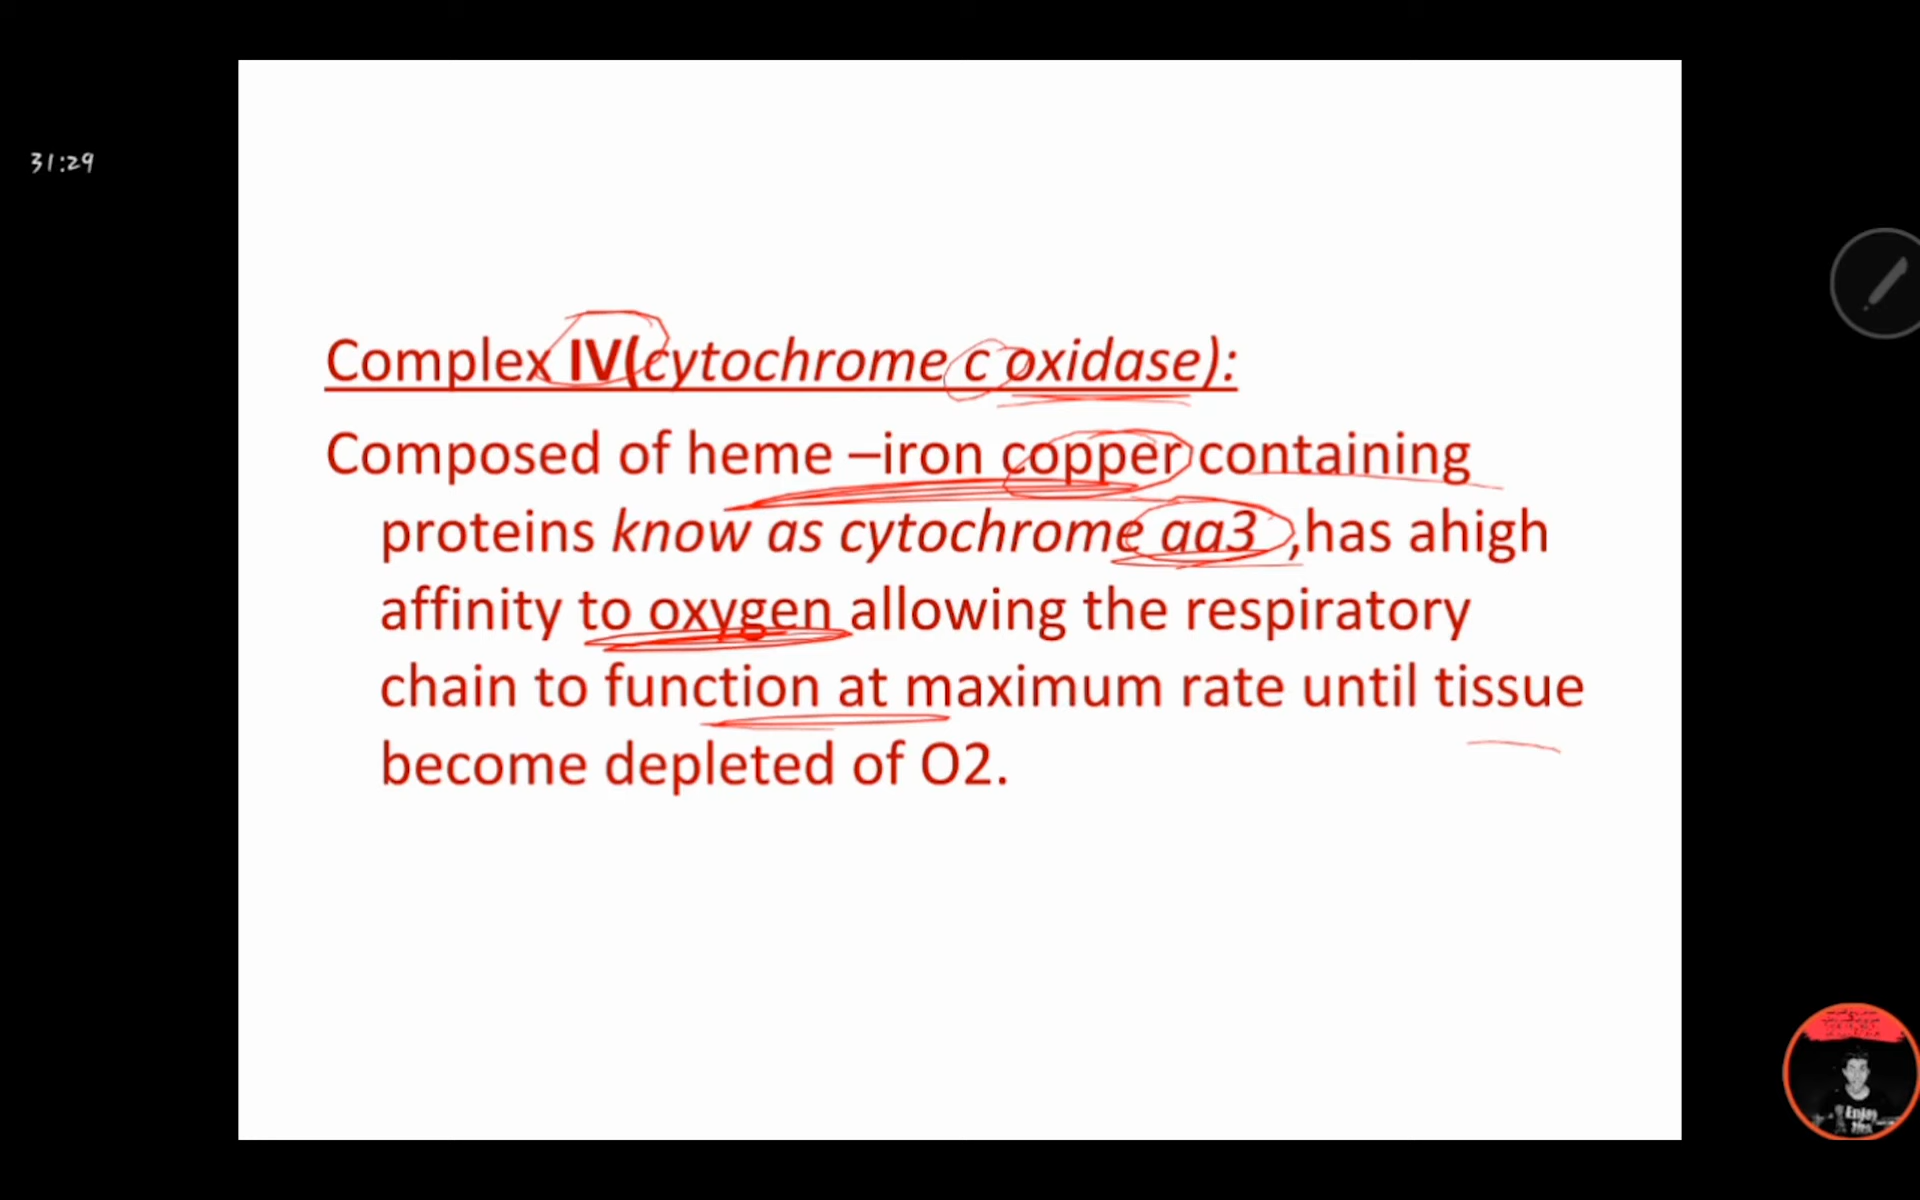 31:29
Complex IV(cytochrome c oxidase):
Composed of heme –iron copper containing
proteins know as cytochrome aa3 ,has ahigh
affinity to oxygen allowing the respiratory
chain to function at maximum rate until tissue
become depleted of O2.
Enjoy